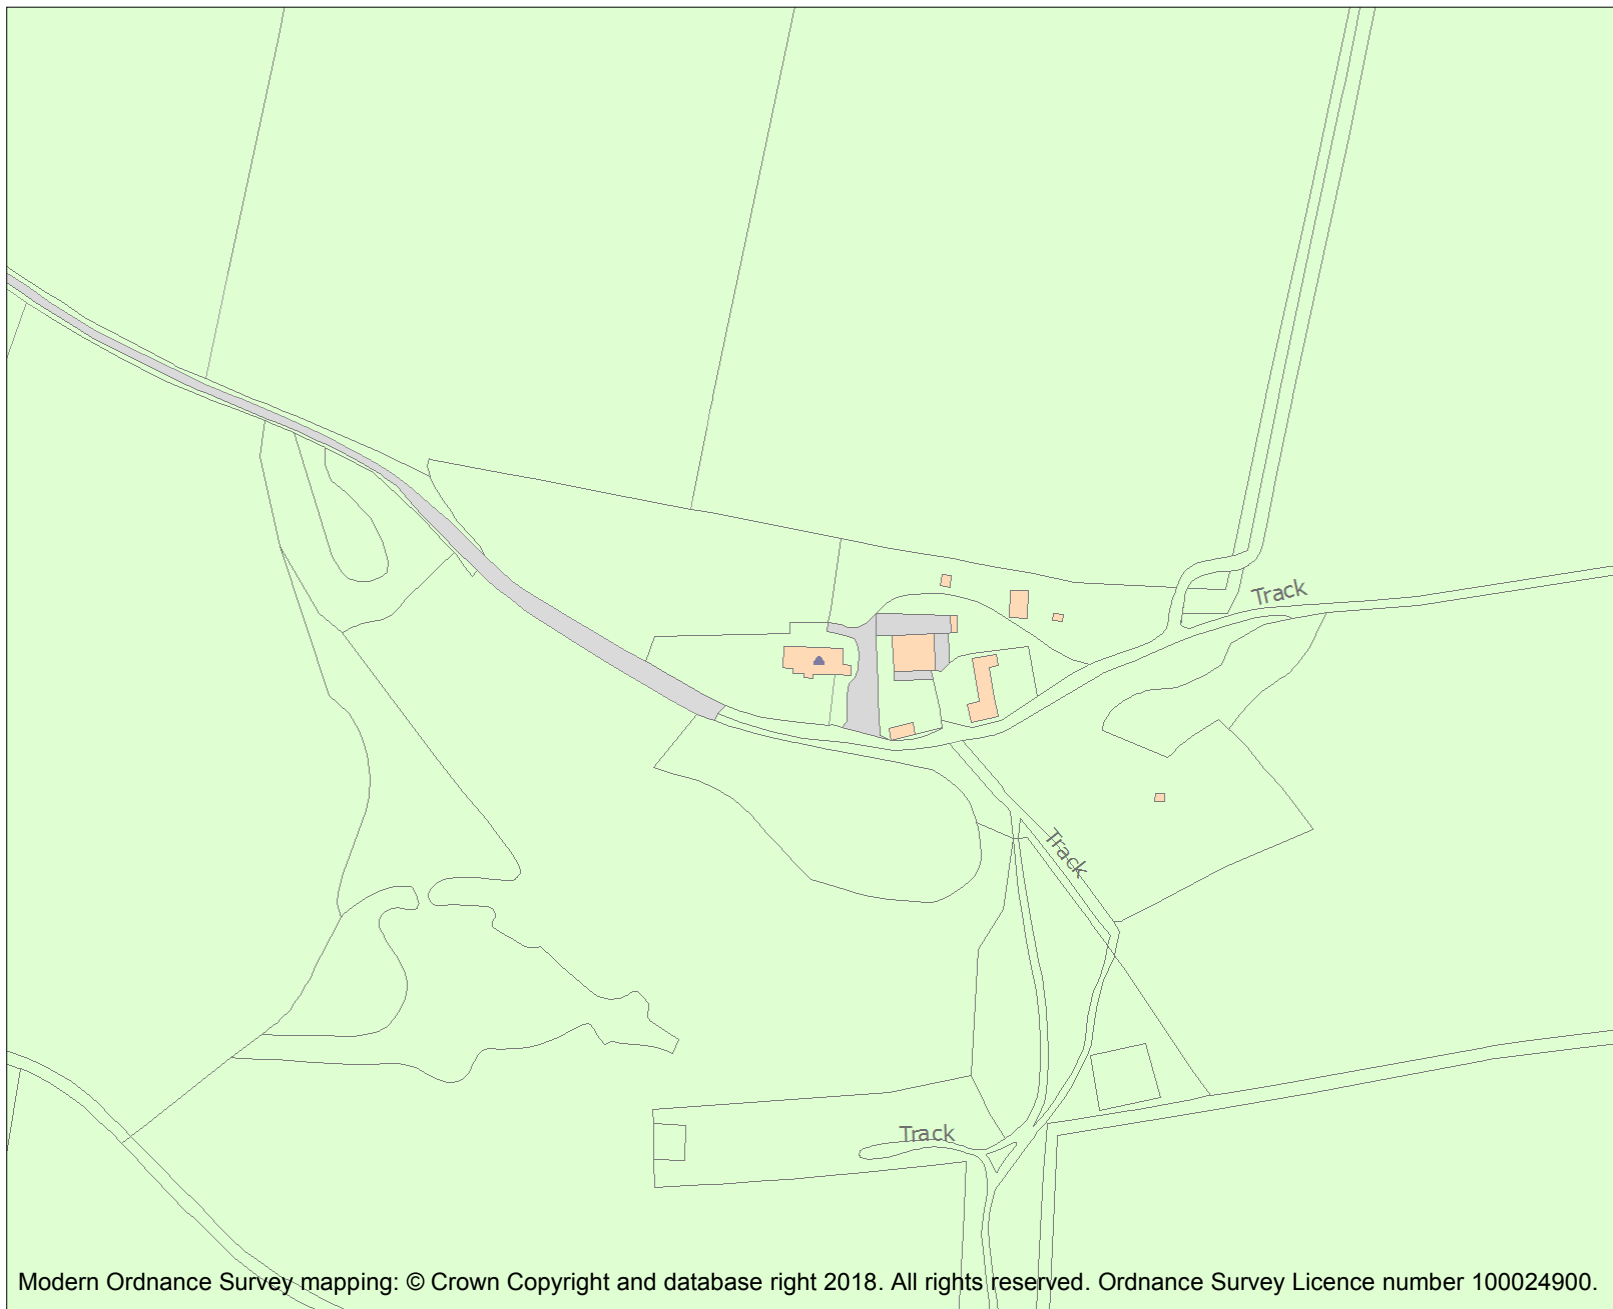 Track
Track
Track
Modern Ordnance Survey mapping: © Crown Copyright and database right 2018. All rights reserved. Ordnance Survey Licence number 100024900.